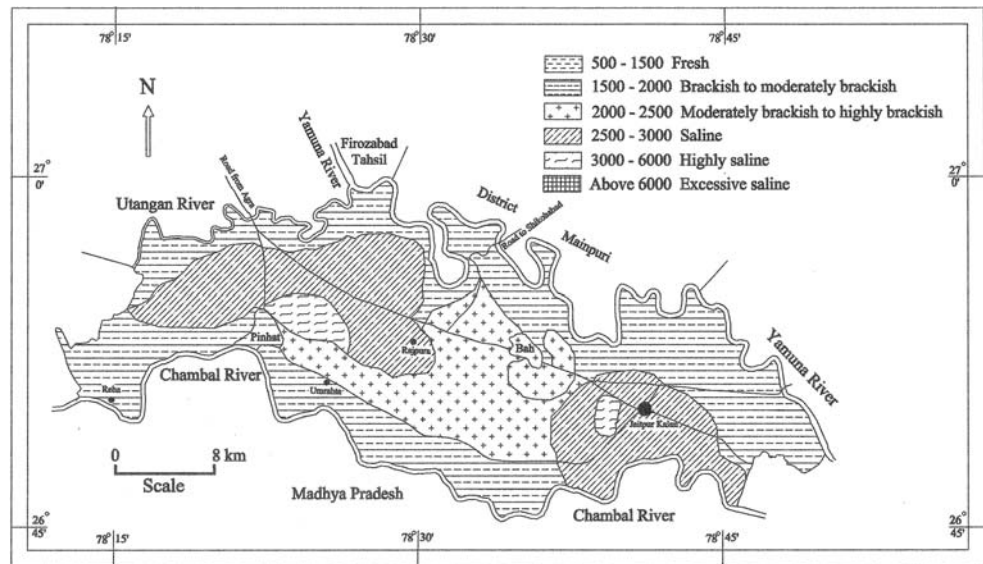 78° 15'
78° 30'
78° 45'
N
500 - 1500 Fresh
1500 - 2000 Brackish to moderately brackish
2000 - 2500 Moderately brackish to highly brackish
2500 - 3000 Saline
3000 - 6000 Highly saline
Above 6000 Excessive saline
27° 0'
27° 0'
Yamuna River
Firozabad
Tahsil
Road from Agra
Utangan River
District
Road to Shikohabad
Mainpuri
Pinhat
Rajpura
Bah
Yamuna River
Chambal River
Umraitha
Reha
Jaitpur Kalan
0 8 km
Scale
Madhya Pradesh
Chambal River
26° 45'
26° 45'
78° 15'
78° 30'
78° 45'